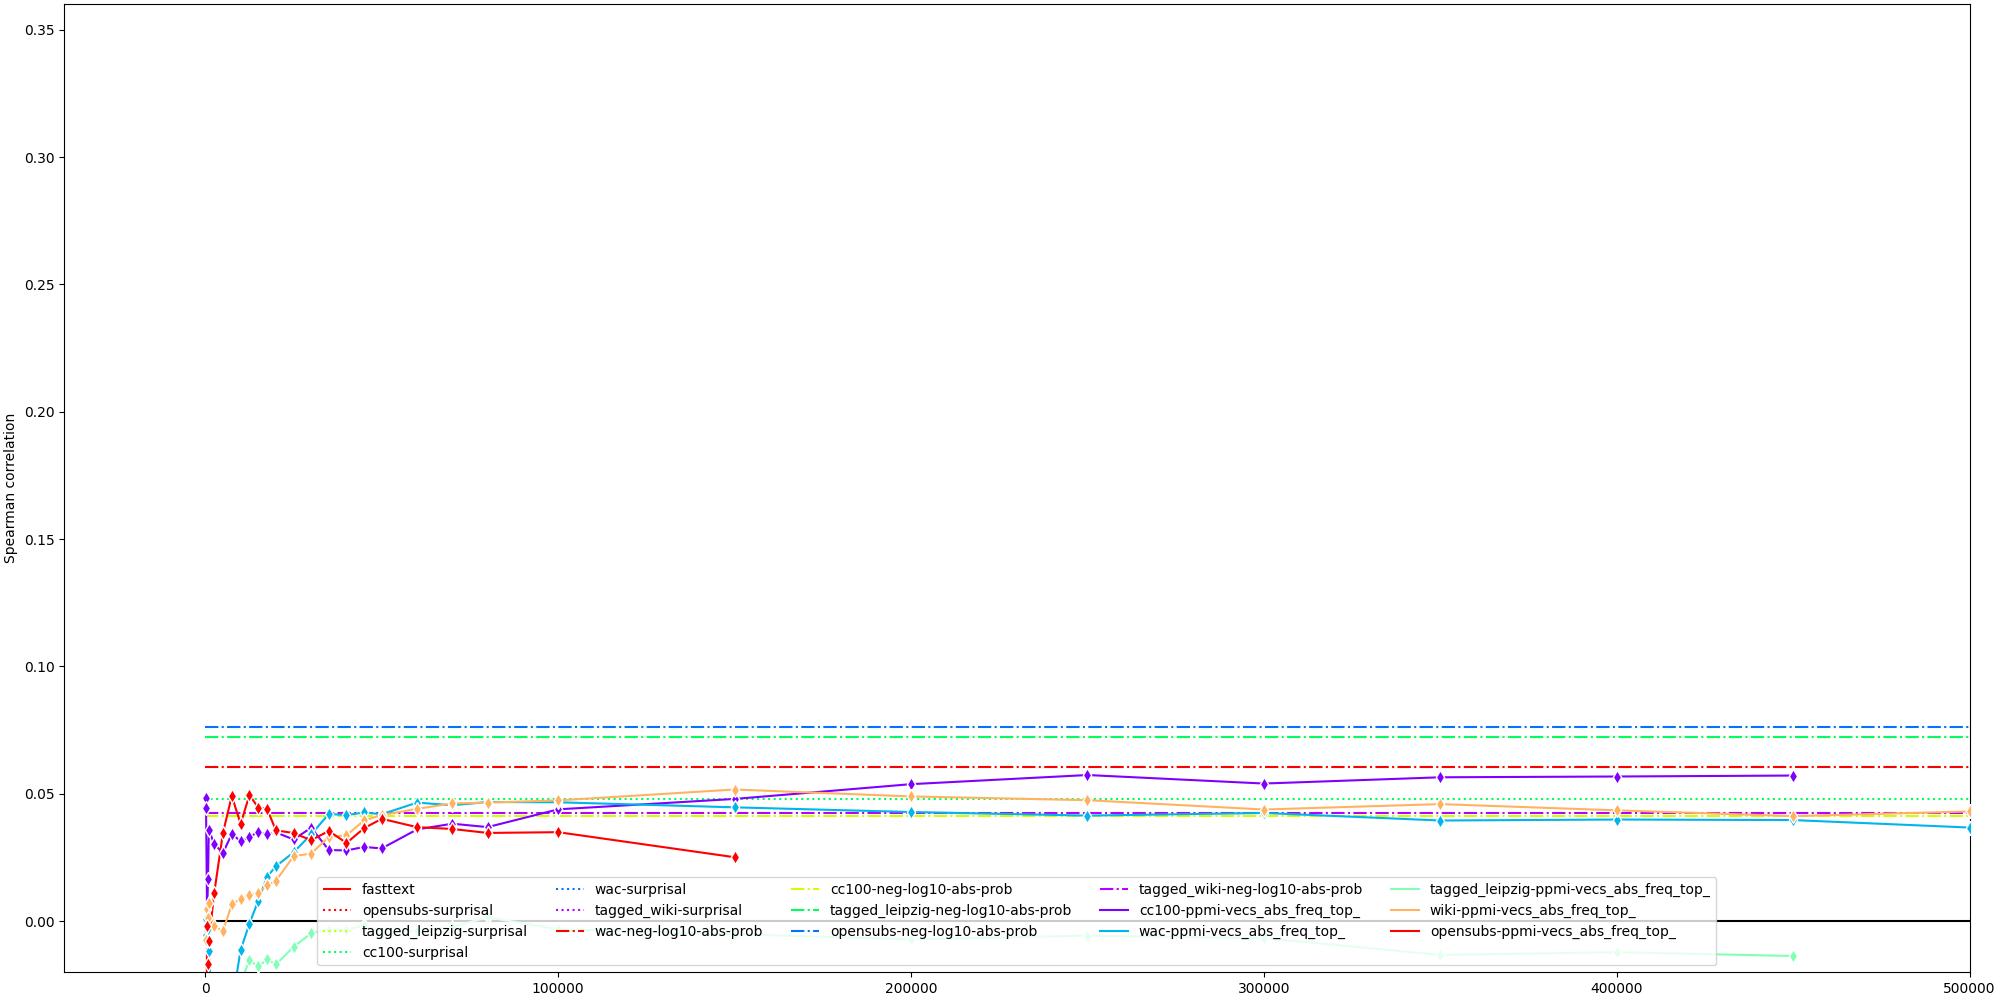 0.35
0.30
0.25
0.20
0.15
0.10
0.05
0.00
Spearman correlation
fasttext
opensubs-surprisal
tagged_leipzig-surprisal
cc100-surprisal
wac-surprisal
tagged_wiki-surprisal
wac-neg-log10-abs-prob
cc100-neg-log10-abs-prob
tagged_leipzig-neg-log10-abs-prob
opensubs-neg-log10-abs-prob
tagged_wiki-neg-log10-abs-prob
cc100-ppmi-vecs_abs_freq_top_
wac-ppmi-vecs_abs_freq_top_
tagged_leipzig-ppmi-vecs_abs_freq_top_
wiki-ppmi-vecs_abs_freq_top_
opensubs-ppmi-vecs_abs_freq_top_
0 100000 200000 300000 400000 500000